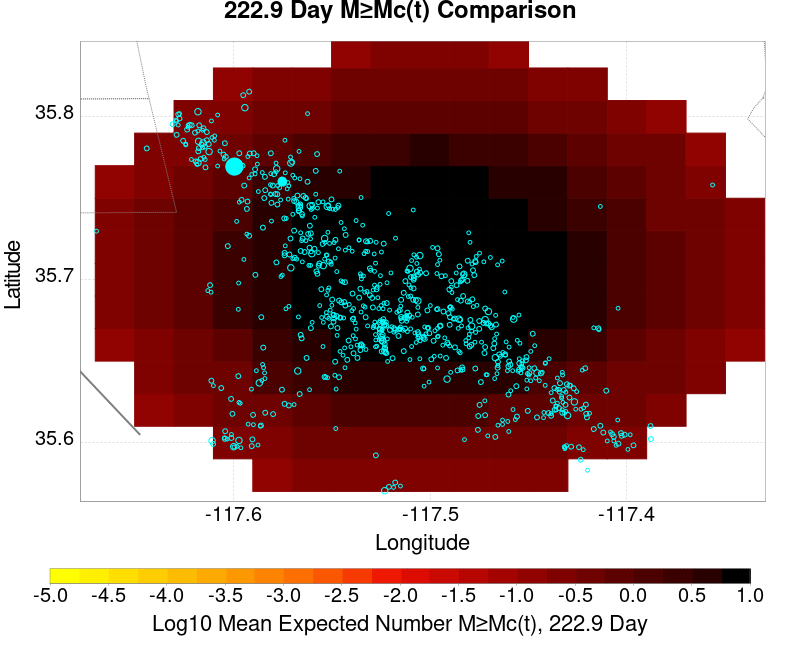 222.9 Day M≥Mc(t) Comparison
35.8
35.7
35.6
Latitude
-117.6 -117.5 -117.4
Longitude
-5.0 -4.5 -4.0 -3.5 -3.0 -2.5 -2.0 -1.5 -1.0 -0.5 0.0 0.5 1.0
Log10 Mean Expected Number M≥Mc(t), 222.9 Day